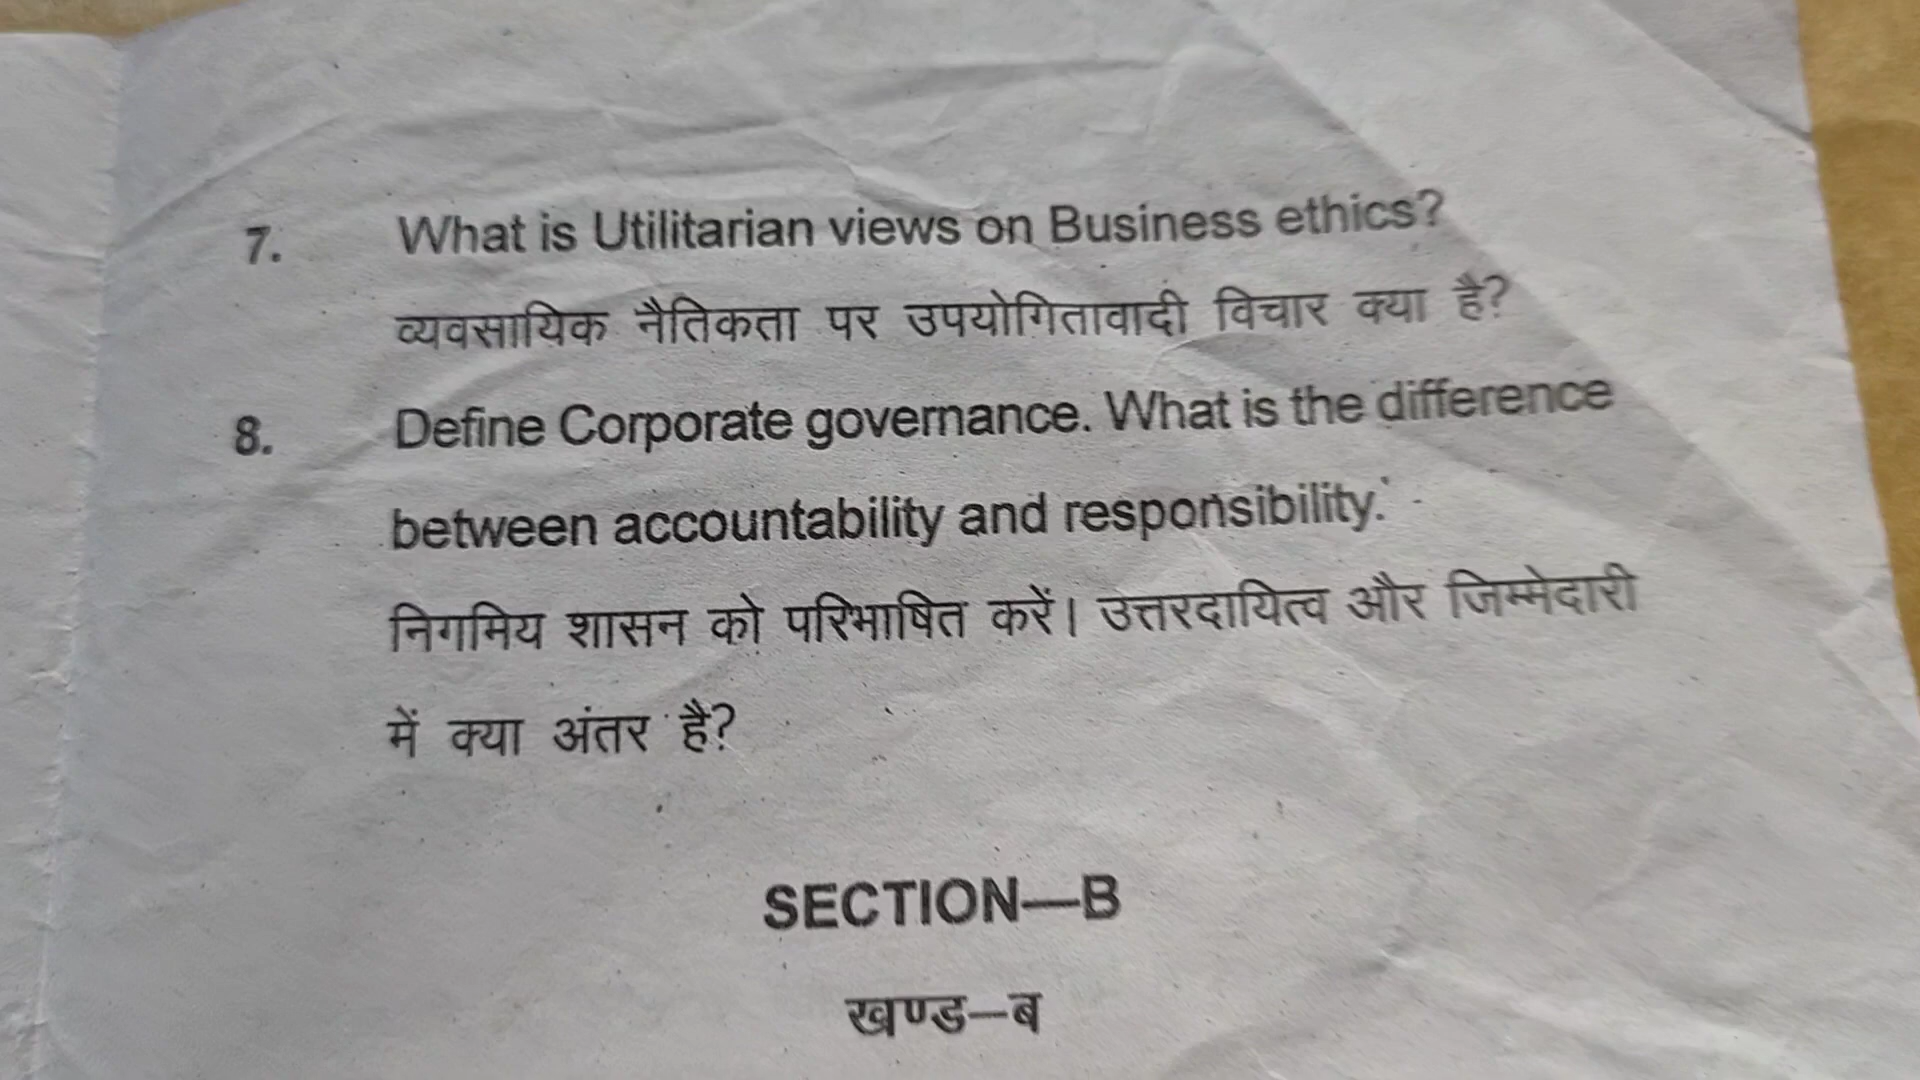 7. What is Utilitarian views on Business ethics?
व्यवसायिक नैतिकता पर उपयोगितावादी विचार क्या है?
8. Define Corporate governance. What is the difference
between accountability and responsibility.
निगमिय शासन को परिभाषित करें। उत्तरदायित्व और जिम्मेदारी
में क्या अंतर है?
SECTION—B
खण्ड—ब